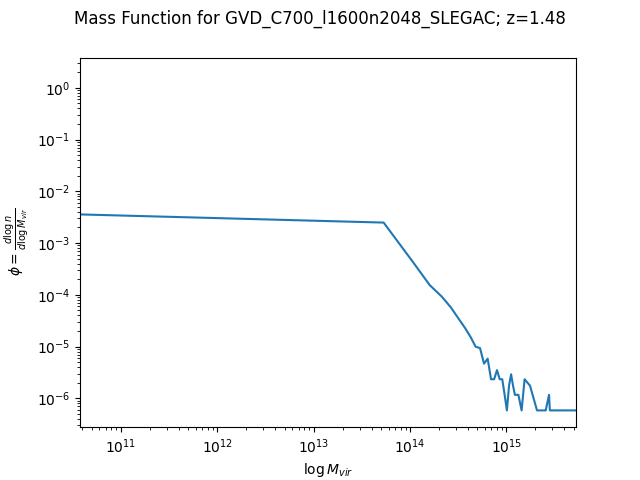 Mass Function for GVD_C700_l1600n2048_SLEGAC; z=1.48
10⁰
10⁻¹
10⁻²
10⁻³
10⁻⁴
10⁻⁵
10⁻⁶
ϕ = d log n / d log M_vir
10¹¹ 10¹² 10¹³ 10¹⁴ 10¹⁵
log M_vir